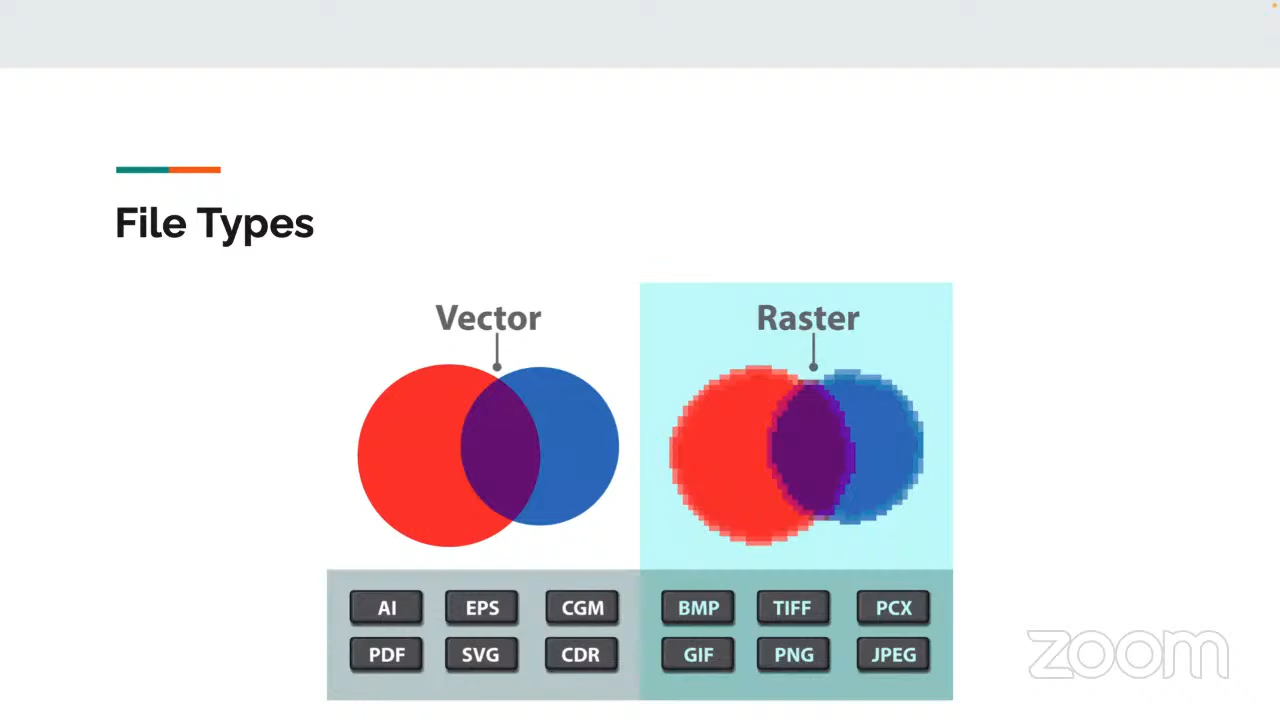 File Types
Vector
Raster
AI EPS CGM
PDF SVG CDR
BMP TIFF PCX
GIF PNG JPEG
zoom